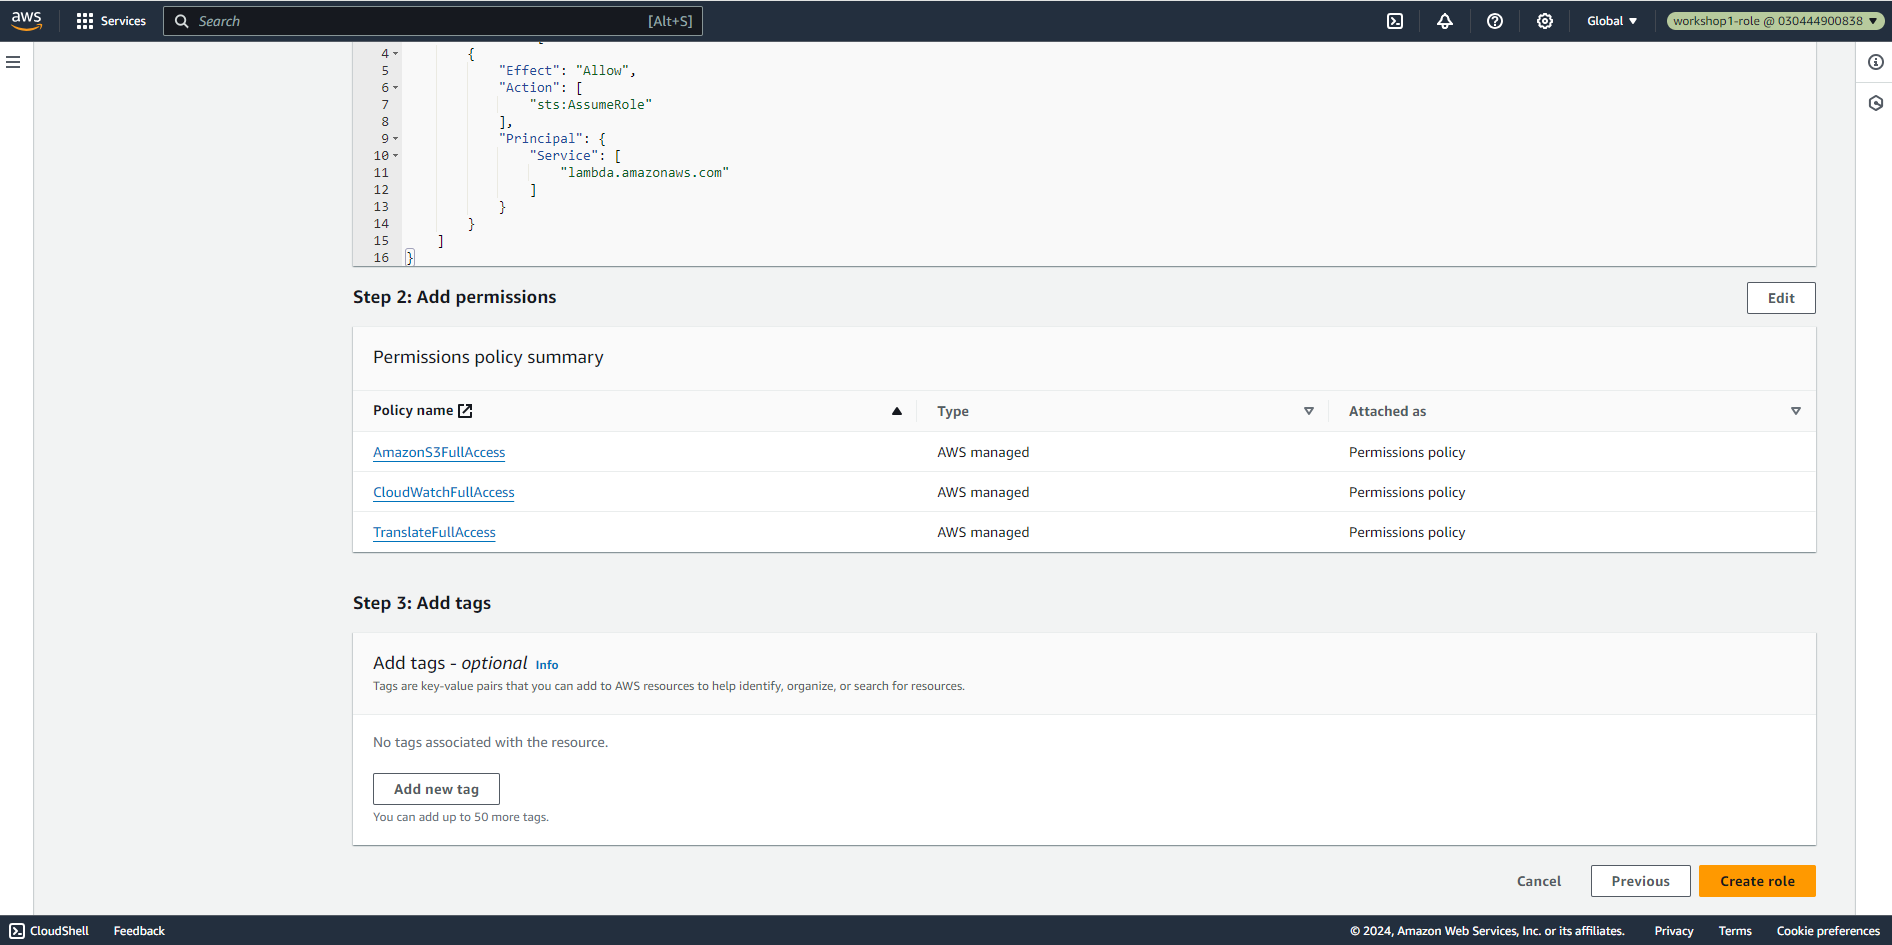 aws
Services
Search
[Alt+S]
Global
workshop1-role @ 030444900838
4 {
5 "Effect": "Allow",
6 "Action": [
7 "sts:AssumeRole"
8 ],
9 "Principal": {
10 "Service": [
11 "lambda.amazonaws.com"
12 ]
13 }
14 }
15 ]
16 }
Step 2: Add permissions
Edit
Permissions policy summary
Policy name Type Attached as
AmazonS3FullAccess AWS managed Permissions policy
CloudWatchFullAccess AWS managed Permissions policy
TranslateFullAccess AWS managed Permissions policy
Step 3: Add tags
Add tags - optional Info
Tags are key-value pairs that you can add to AWS resources to help identify, organize, or search for resources.
No tags associated with the resource.
Add new tag
You can add up to 50 more tags.
Cancel Previous Create role
CloudShell Feedback © 2024, Amazon Web Services, Inc. or its affiliates. Privacy Terms Cookie preferences